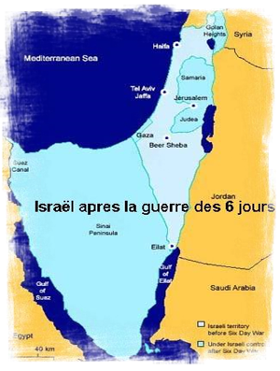 Golan
Heights
Syria
Haifa
Mediterranean Sea
Samaria
Tel Aviv
Jaffa
Jerusalem
Judea
Gaza
Beer Sheba
Suez
Canal
Jordan
Israël apres la guerre des 6 jours
Sinai
Peninsula
Eilat
Gulf
of
Suez
Gulf
of
Eilat
Saudi Arabia
Egypt
40 km
Israel territory
before Six Day War
Under Israel control
after Six Day War